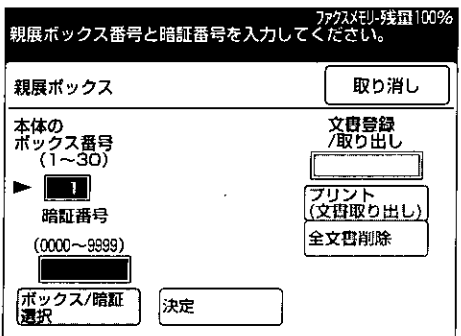 ファクスメモリ-残量100%
親展ボックス番号と暗証番号を入力してください。
親展ボックス
取り消し
本体の
ボックス番号
(1〜30)
1
暗証番号
(0000〜9999)
ボックス/暗証
選択
決定
文書登録
/取り出し
プリント
(文書取り出し)
全文書削除